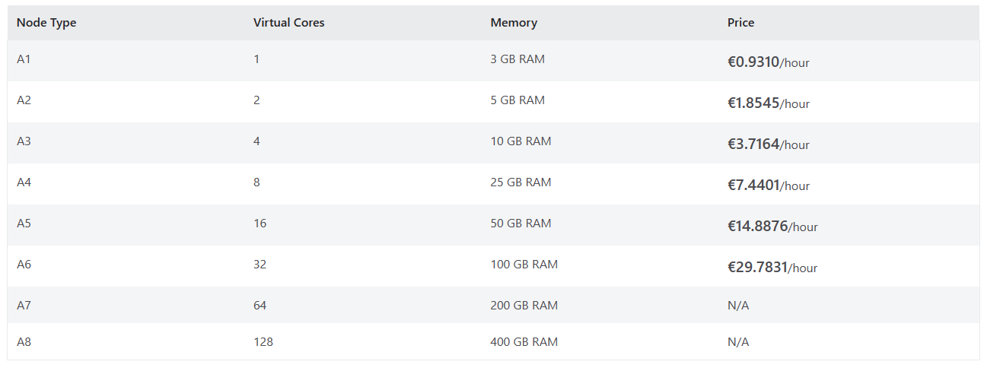 Node Type Virtual Cores Memory Price
A1 1 3 GB RAM €0.9310/hour
A2 2 5 GB RAM €1.8545/hour
A3 4 10 GB RAM €3.7164/hour
A4 8 25 GB RAM €7.4401/hour
A5 16 50 GB RAM €14.8876/hour
A6 32 100 GB RAM €29.7831/hour
A7 64 200 GB RAM N/A
A8 128 400 GB RAM N/A